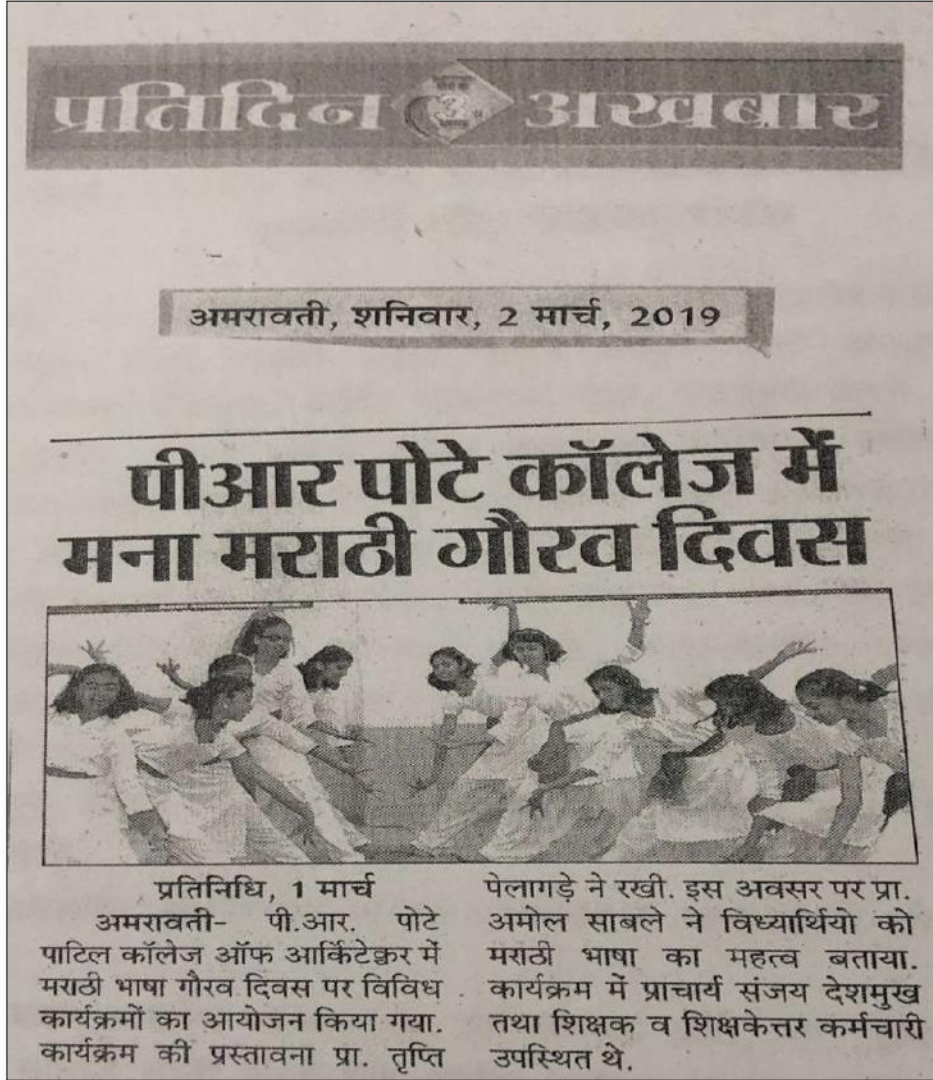 प्रतिदिन अखबार
अमरावती, शनिवार, 2 मार्च, 2019
पीआर पोटे कॉलेज में
मना मराठी गौरव दिवस
प्रतिनिधि, 1 मार्च
अमरावती- पी.आर. पोटे
पाटिल कॉलेज ऑफ आर्किटेक्चर में
मराठी भाषा गौरव दिवस पर विविध
कार्यक्रमों का आयोजन किया गया.
कार्यक्रम की प्रस्तावना प्रा. तृप्ति
पेलागड़े ने रखी. इस अवसर पर प्रा.
अमोल साबले ने विध्यार्थियो को
मराठी भाषा का महत्व बताया.
कार्यक्रम में प्राचार्य संजय देशमुख
तथा शिक्षक व शिक्षकेत्तर कर्मचारी
उपस्थित थे.